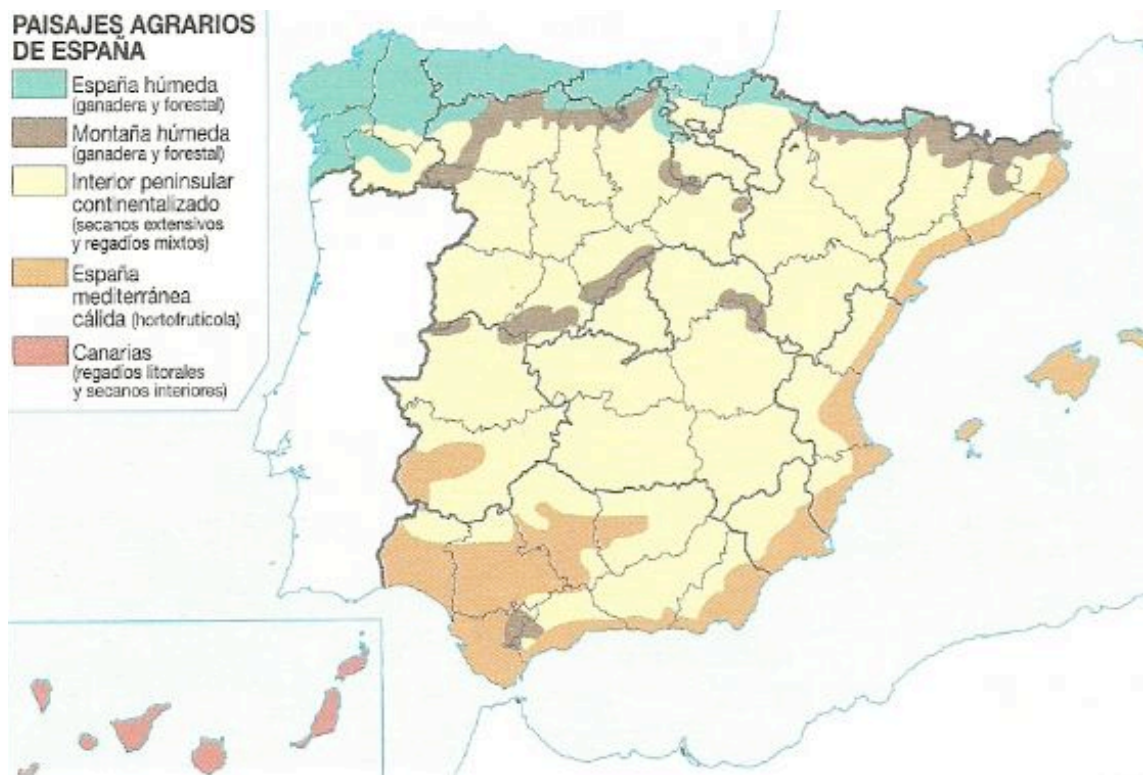 PAISAJES AGRARIOS
DE ESPAÑA
España húmeda
(ganadera y forestal)
Montaña húmeda
(ganadera y forestal)
Interior peninsular
continentalizado
(secanos extensivos
y regadíos mixtos)
España
mediterránea
cálida (hortofrutícola)
Canarias
(regadíos litorales
y secanos interiores)